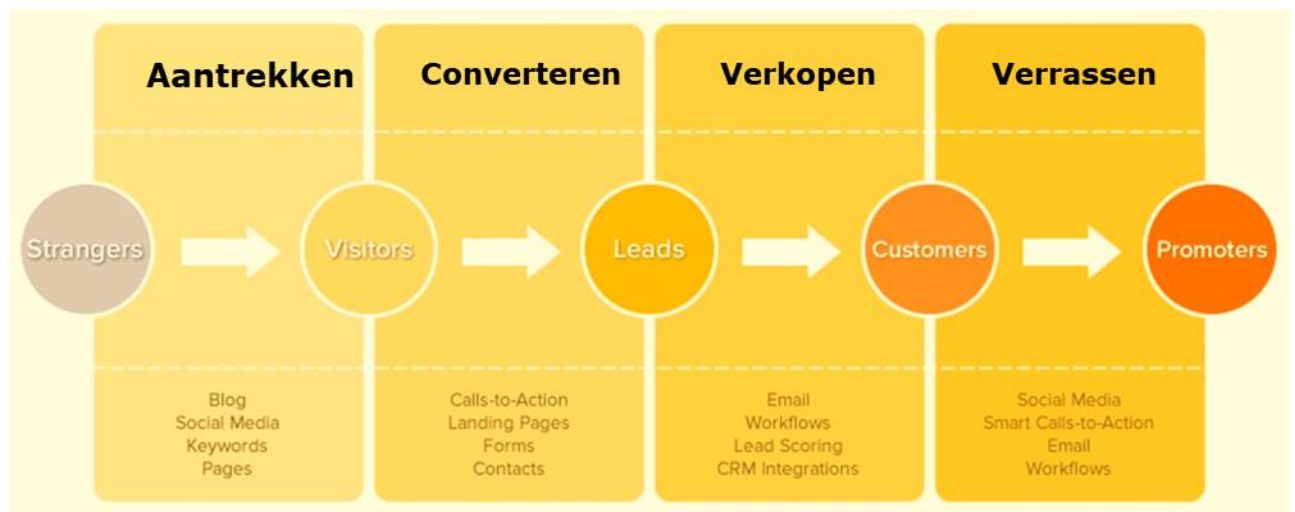 Aantrekken
Converteren
Verkopen
Verrassen
Strangers
Visitors
Leads
Customers
Promoters
Blog
Social Media
Keywords
Pages
Calls-to-Action
Landing Pages
Forms
Contacts
Email
Workflows
Lead Scoring
CRM Integrations
Social Media
Smart Calls-to-Action
Email
Workflows